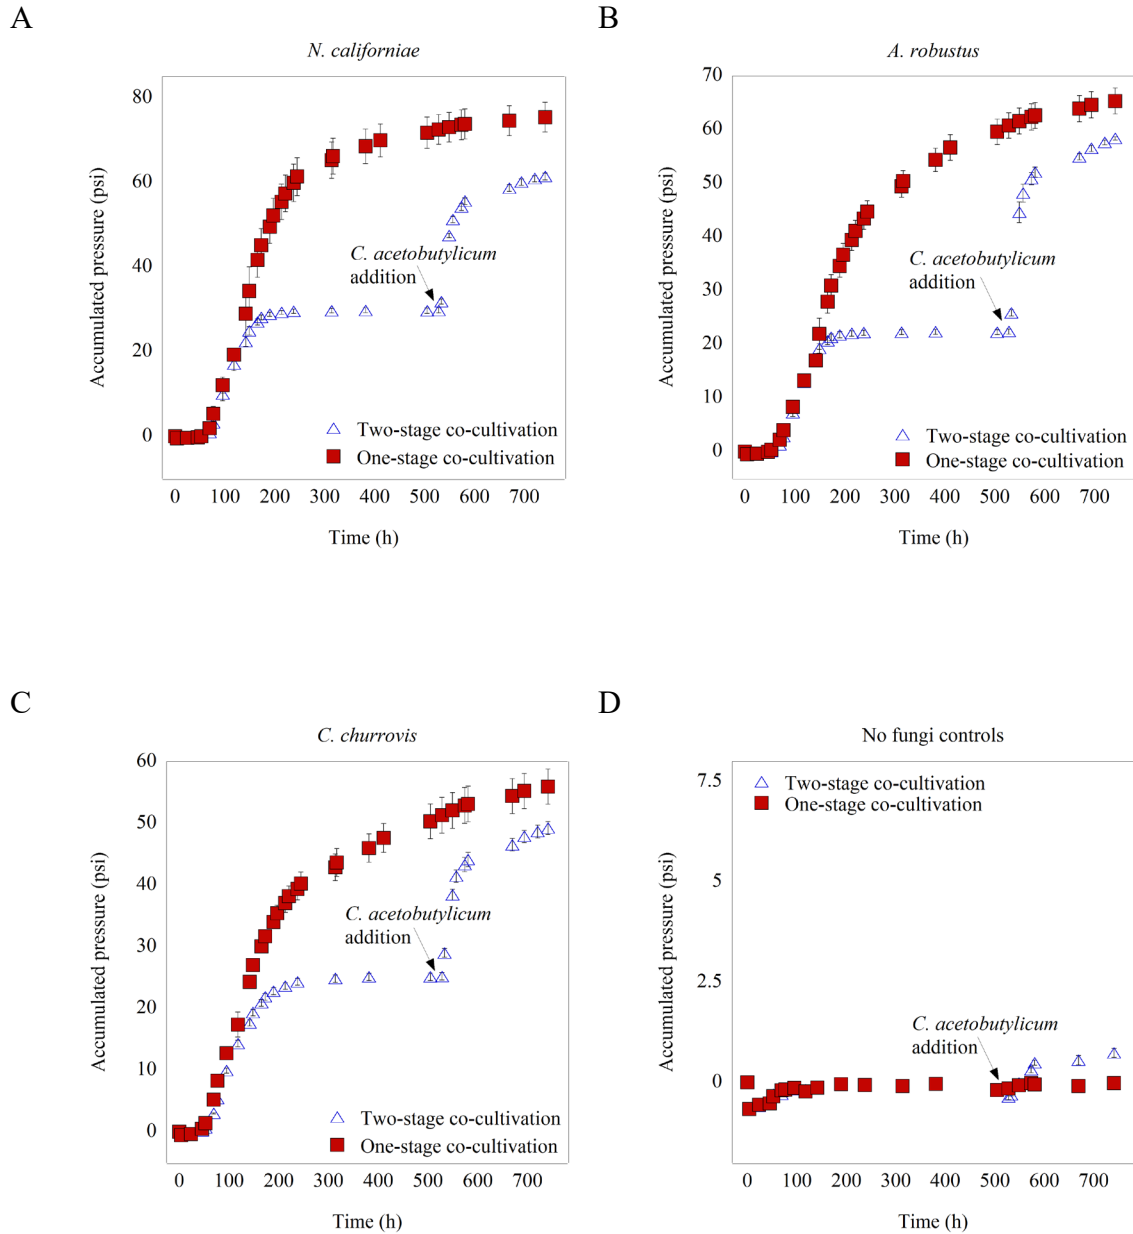 A
N. californiae
Accumulated pressure (psi)
80
60
40
20
0
C. acetobutylicum
addition
Two-stage co-cultivation
One-stage co-cultivation
0 100 200 300 400 500 600 700
Time (h)
B
A. robustus
Accumulated pressure (psi)
70
60
50
40
30
20
10
0
C. acetobutylicum
addition
Two-stage co-cultivation
One-stage co-cultivation
0 100 200 300 400 500 600 700
Time (h)
C
C. churrovis
Accumulated pressure (psi)
60
50
40
30
20
10
0
C. acetobutylicum
addition
Two-stage co-cultivation
One-stage co-cultivation
0 100 200 300 400 500 600 700
Time (h)
D
No fungi controls
Accumulated pressure (psi)
7.5
5
2.5
0
Two-stage co-cultivation
One-stage co-cultivation
C. acetobutylicum
addition
0 100 200 300 400 500 600 700
Time (h)